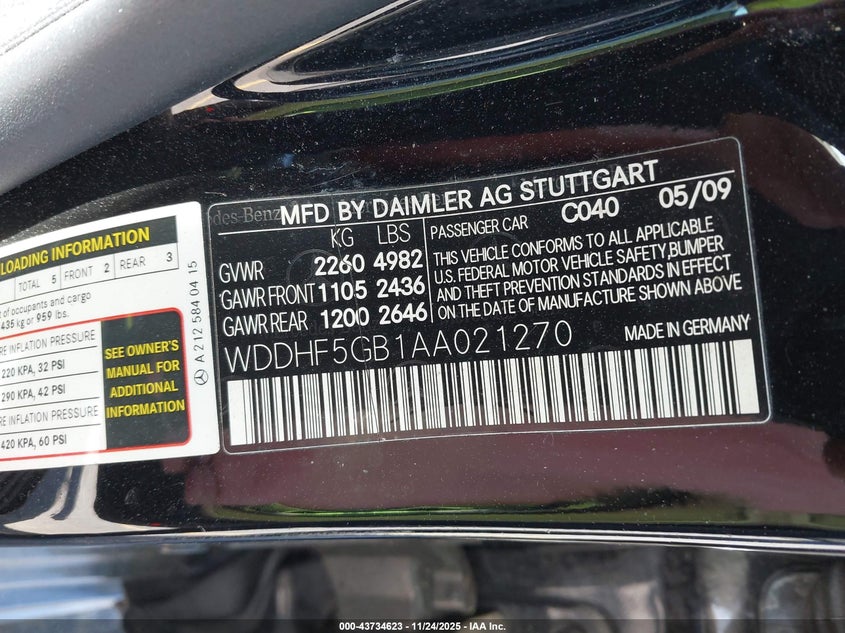 MFD BY DAIMLER AG STUTTGART
KG LBS
GVWR 2260 4982
GAWR FRONT 1105 2436
GAWR REAR 1200 2646
PASSENGER CAR C040 05/09
THIS VEHICLE CONFORMS TO ALL APPLICABLE
U.S. FEDERAL MOTOR VEHICLE SAFETY,BUMPER
AND THEFT PREVENTION STANDARDS IN EFFECT
ON THE DATE OF MANUFACTURE SHOWN ABOVE
WDDHF5GB1AA021270
MADE IN GERMANY
LOADING INFORMATION
TOTAL 5 FRONT 2 REAR 3
of occupants and cargo
435 kg or 959 lbs.
INFLATION PRESSURE
220 KPA, 32 PSI
290 KPA, 42 PSI
INFLATION PRESSURE
420 KPA, 60 PSI
SEE OWNER'S
MANUAL FOR
ADDITIONAL
INFORMATION
A 212 584 04 15
000-43734623 - 11/24/2025 - IAA Inc.